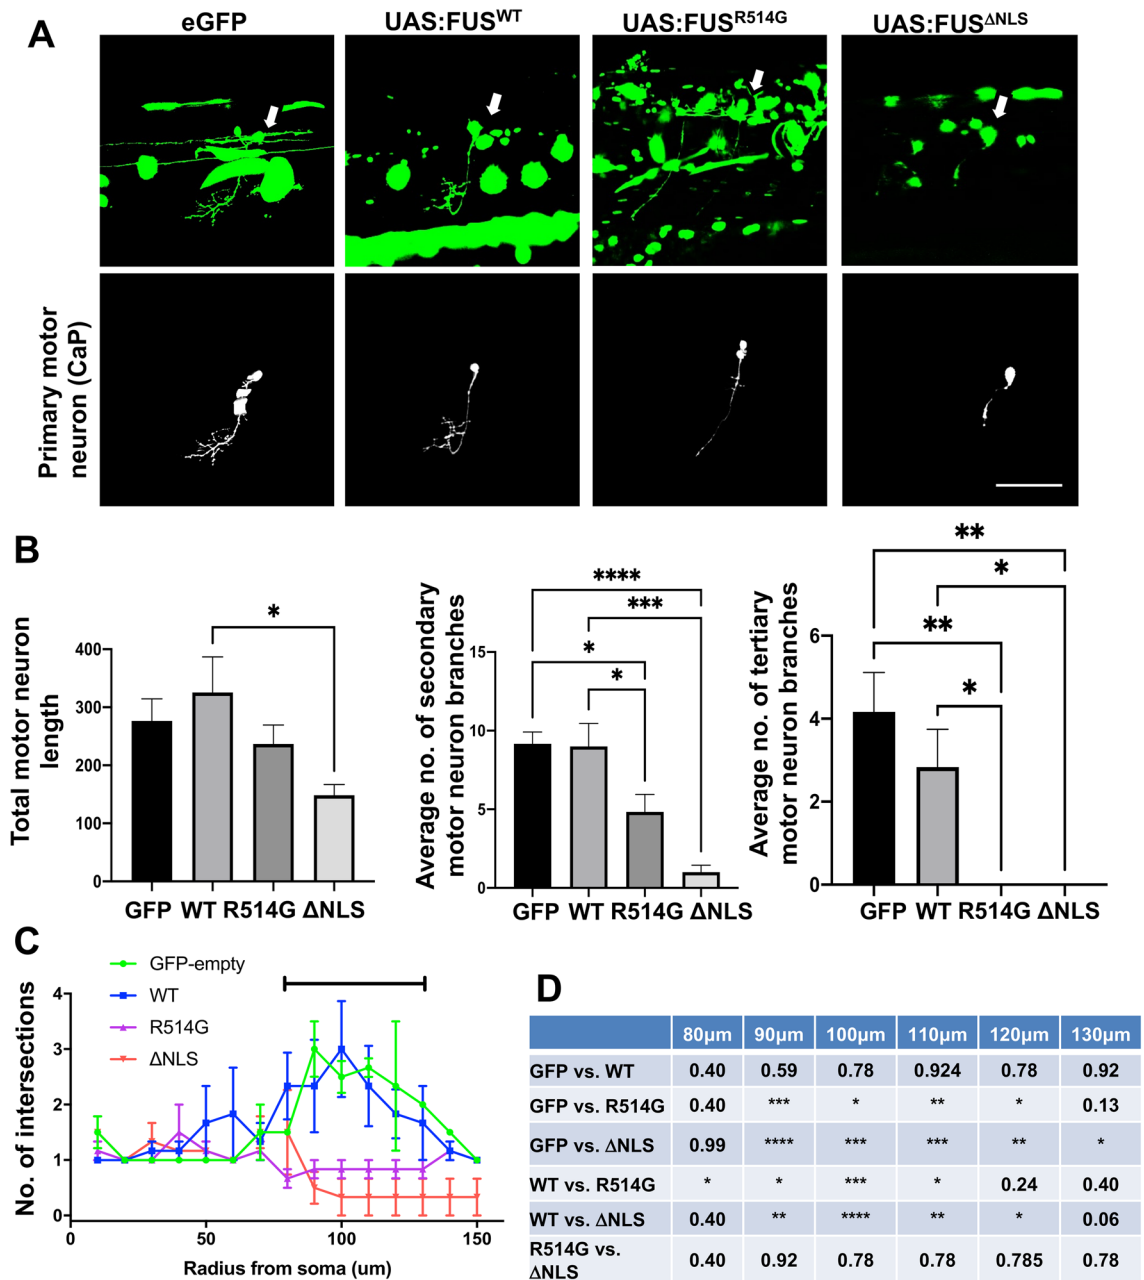 A
eGFP
UAS:FUSWT
UAS:FUSR514G
UAS:FUSΔNLS
Primary motor
neuron (CaP)
B
Total motor neuron
length
400
300
200
100
0
*
GFP WT R514G ΔNLS
Average no. of secondary
motor neuron branches
15
10
5
0
****
***
*
*
GFP WT R514G ΔNLS
Average no. of tertiary
motor neuron branches
6
4
2
0
**
*
**
*
GFP WT R514G ΔNLS
C
GFP-empty
WT
R514G
ΔNLS
No. of intersections
4
3
2
1
0
0 50 100 150
Radius from soma (um)
D
80μm 90μm 100μm 110μm 120μm 130μm
GFP vs. WT 0.40 0.59 0.78 0.924 0.78 0.92
GFP vs. R514G 0.40 *** * ** * 0.13
GFP vs. ΔNLS 0.99 **** *** *** ** *
WT vs. R514G * * *** * 0.24 0.40
WT vs. ΔNLS 0.40 ** **** ** * 0.06
R514G vs.
ΔNLS 0.40 0.92 0.78 0.78 0.785 0.78